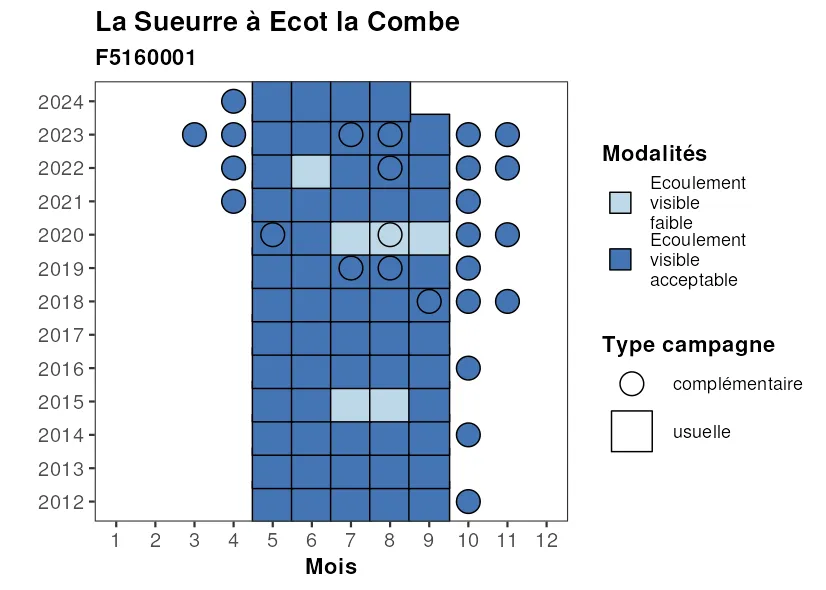 La Sueurre à Ecot la Combe
F5160001
2024
2023
2022
2021
2020
2019
2018
2017
2016
2015
2014
2013
2012
1 2 3 4 5 6 7 8 9 10 11 12
Mois
Modalités
Ecoulement
visible
faible
Ecoulement
visible
acceptable
Type campagne
complémentaire
usuelle